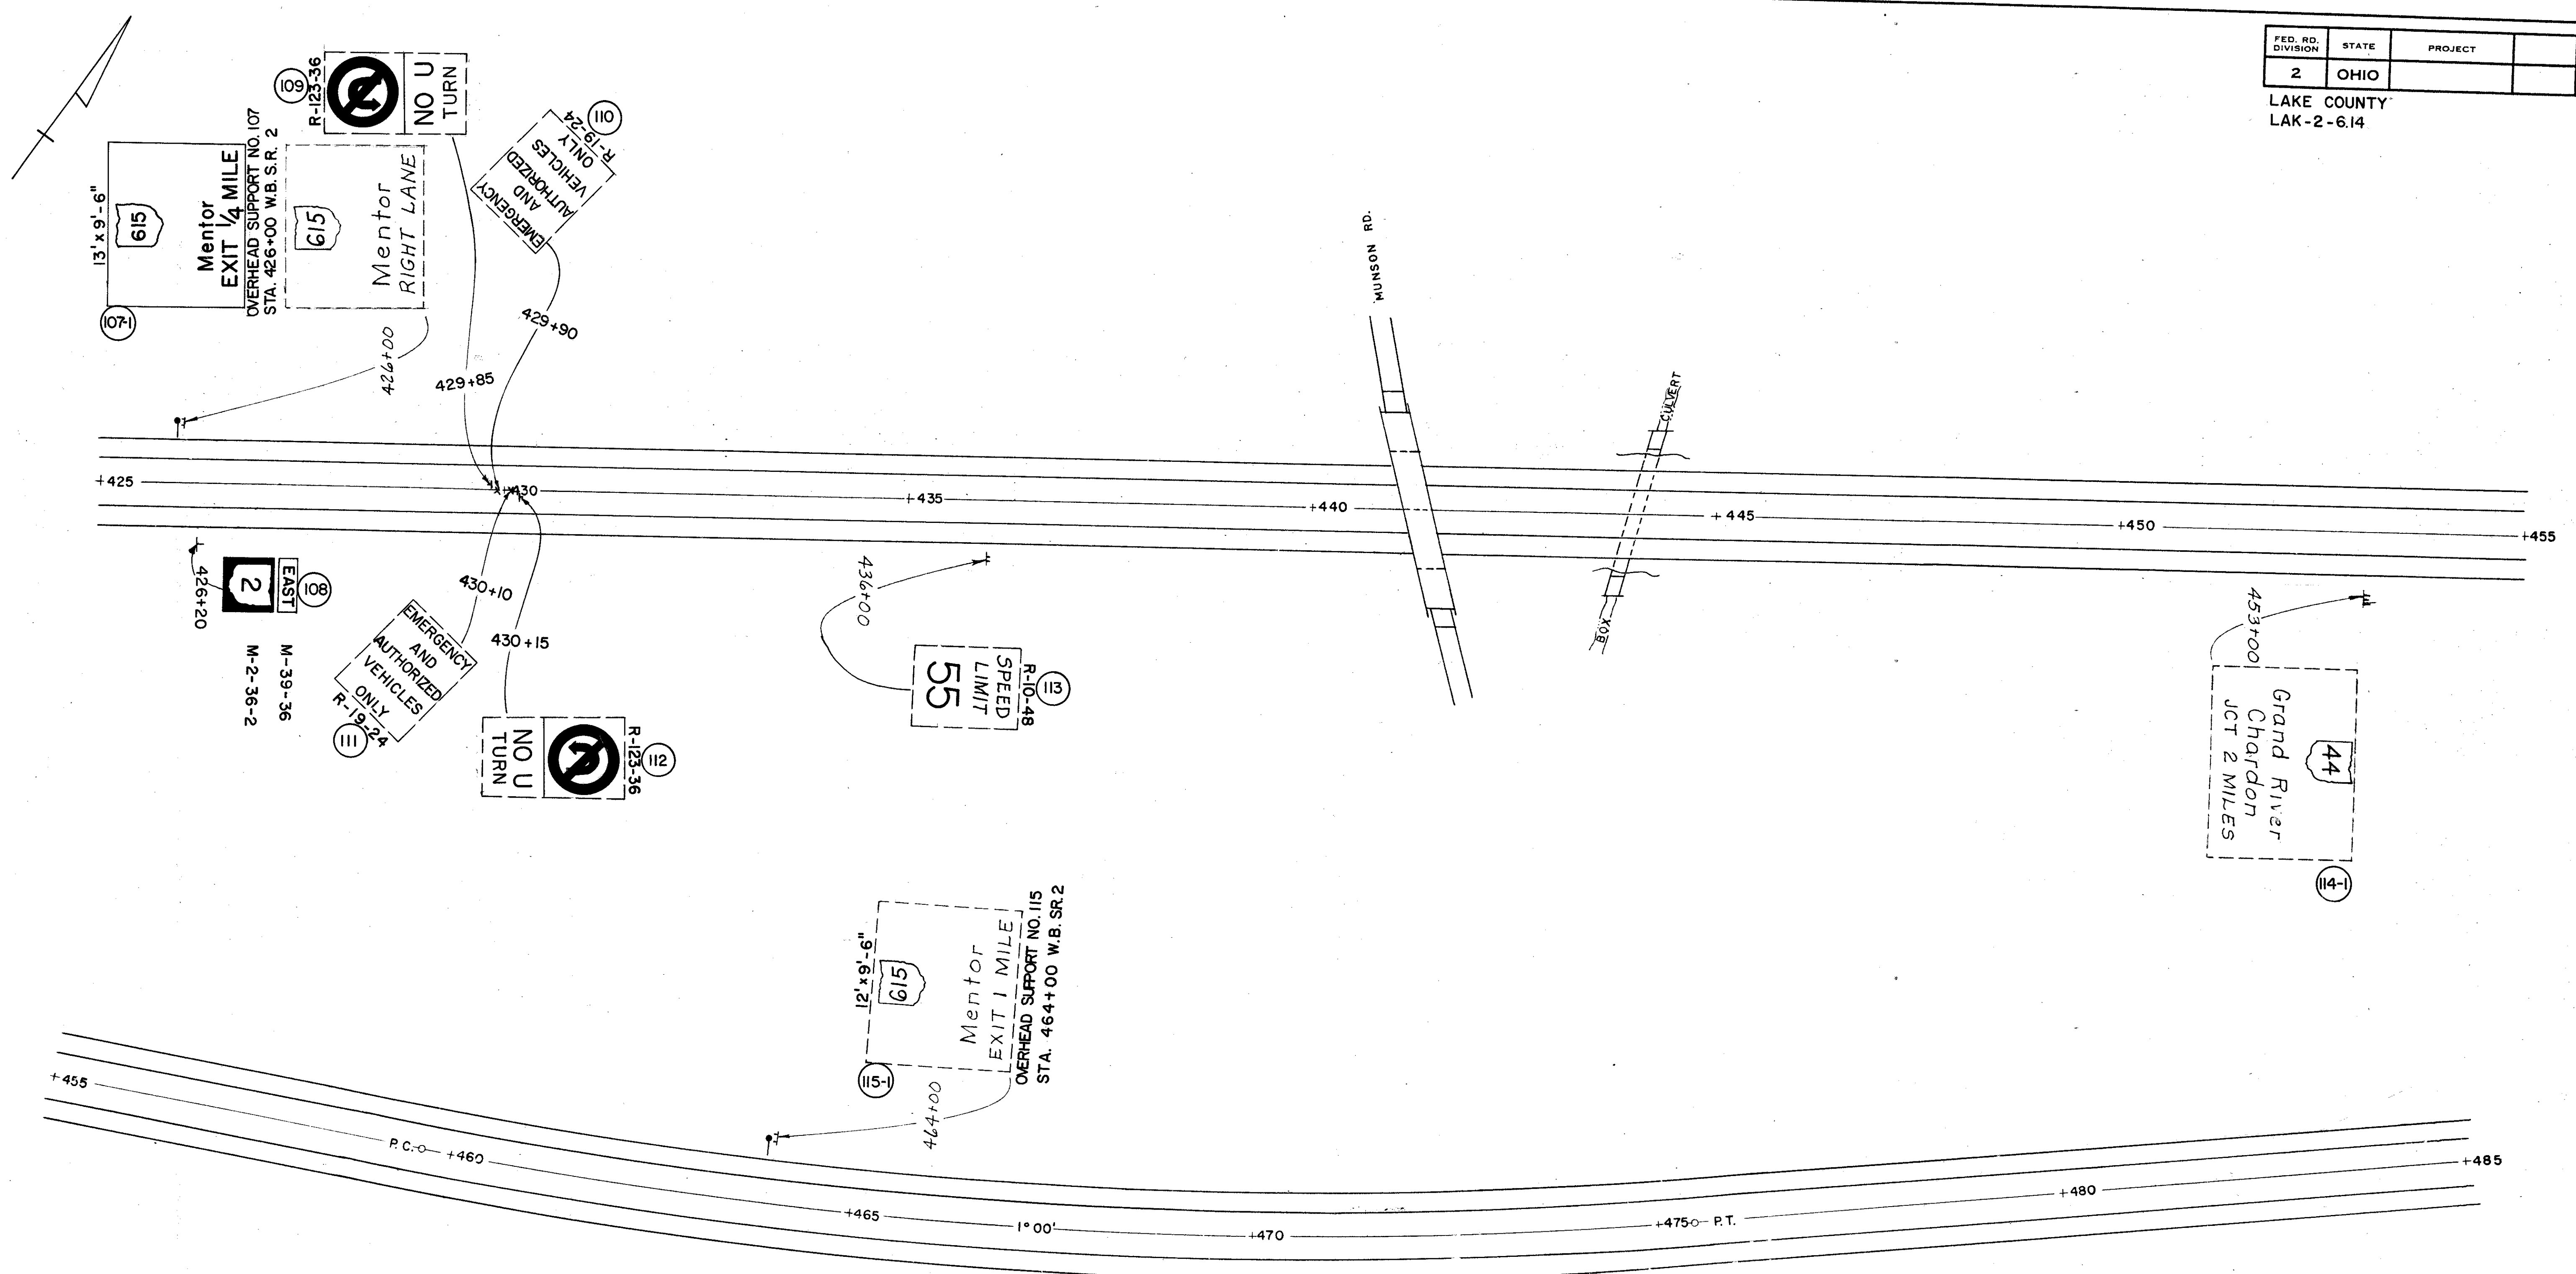 FED. RD. DIVISION STATE PROJECT
2 OHIO
LAKE COUNTY
LAK-2-6.14
109
R-123-36
NO U
TURN
110
R-19-24
EMERGENCY
AND
AUTHORIZED
VEHICLES
ONLY
13' x 9'-6"
615
Mentor
EXIT 1/4 MILE
OVERHEAD SUPPORT NO. 107
STA. 426+00 W.B. S.R. 2
107-1
615
Mentor
RIGHT LANE
426+00
429+85
429+90
MUNSON RD.
BOX CULVERT
+425
+430
+435
+440
+445
+450
+455
426+20
2
EAST
108
M-39-36
M-2-36-2
430+10
EMERGENCY
AND
AUTHORIZED
VEHICLES
ONLY
R-19-24
111
430+15
NO U
TURN
R-123-36
112
436+00
SPEED
LIMIT
55
R-10-48
113
453+00
44
Grand River
Chardon
JCT 2 MILES
114-1
12' x 9'-6"
615
Mentor
EXIT 1 MILE
OVERHEAD SUPPORT NO. 115
STA. 464+00 W.B. SR. 2
115-1
464+00
+455
P.C.
+460
+465
1°00'
+470
+475 P.T.
+480
+485